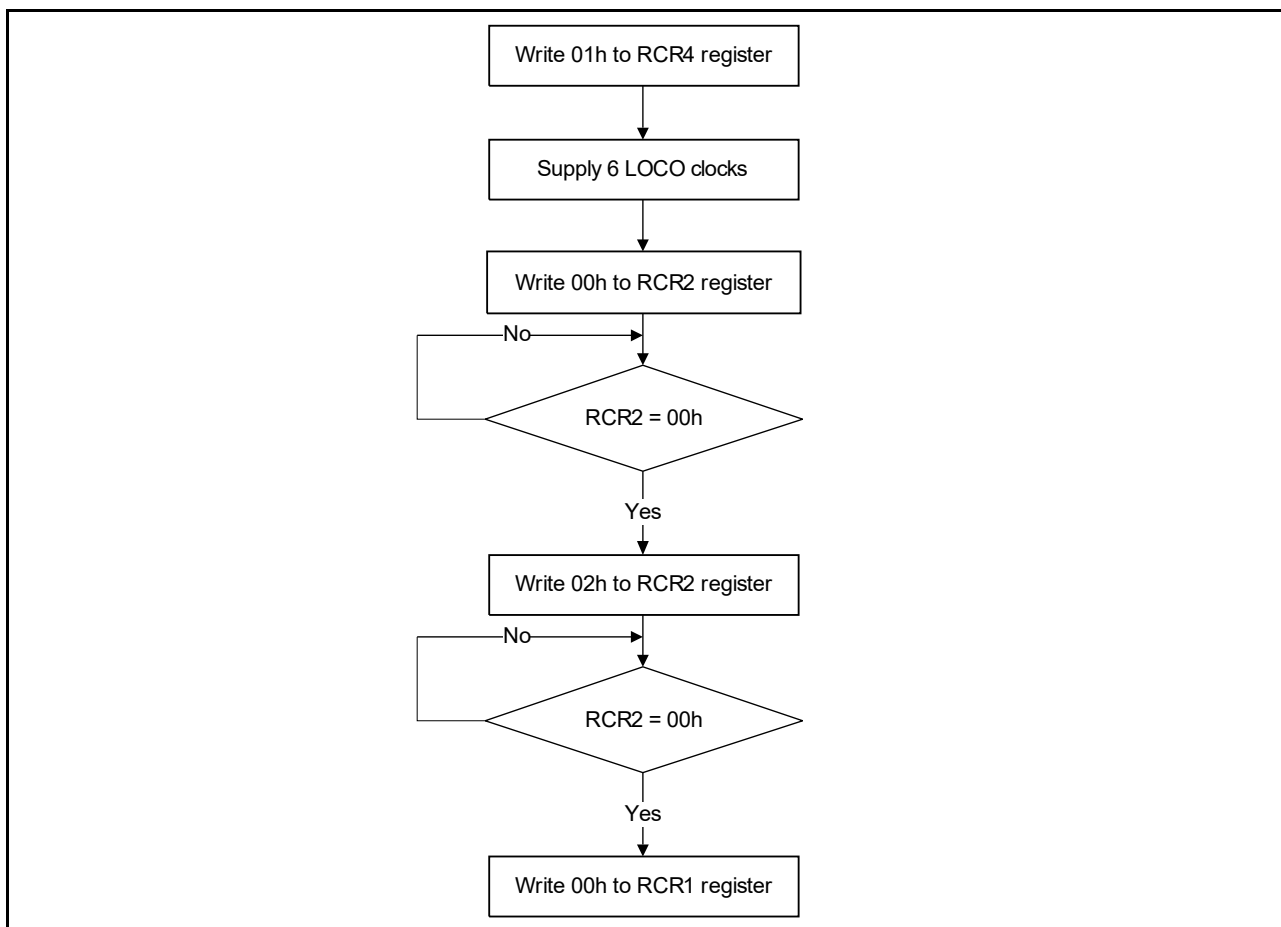 Write 01h to RCR4 register
Supply 6 LOCO clocks
Write 00h to RCR2 register
No
RCR2 = 00h
Yes
Write 02h to RCR2 register
No
RCR2 = 00h
Yes
Write 00h to RCR1 register